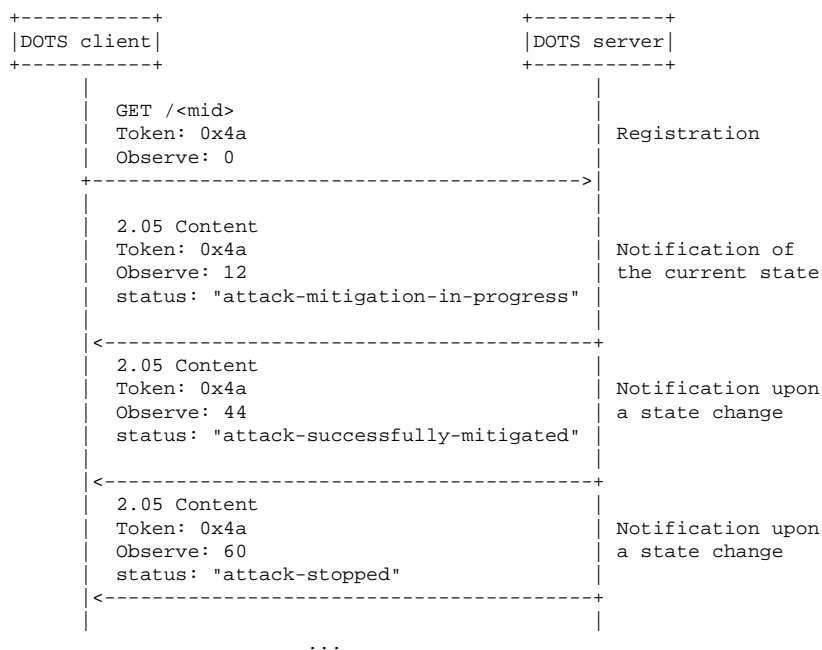 DOTS client DOTS server
GET /<mid>
Token: 0x4a Registration
Observe: 0
2.05 Content
Token: 0x4a Notification of
Observe: 12 the current state
status: "attack-mitigation-in-progress"
2.05 Content
Token: 0x4a Notification upon
Observe: 44 a state change
status: "attack-successfully-mitigated"
2.05 Content
Token: 0x4a Notification upon
Observe: 60 a state change
status: "attack-stopped"
...